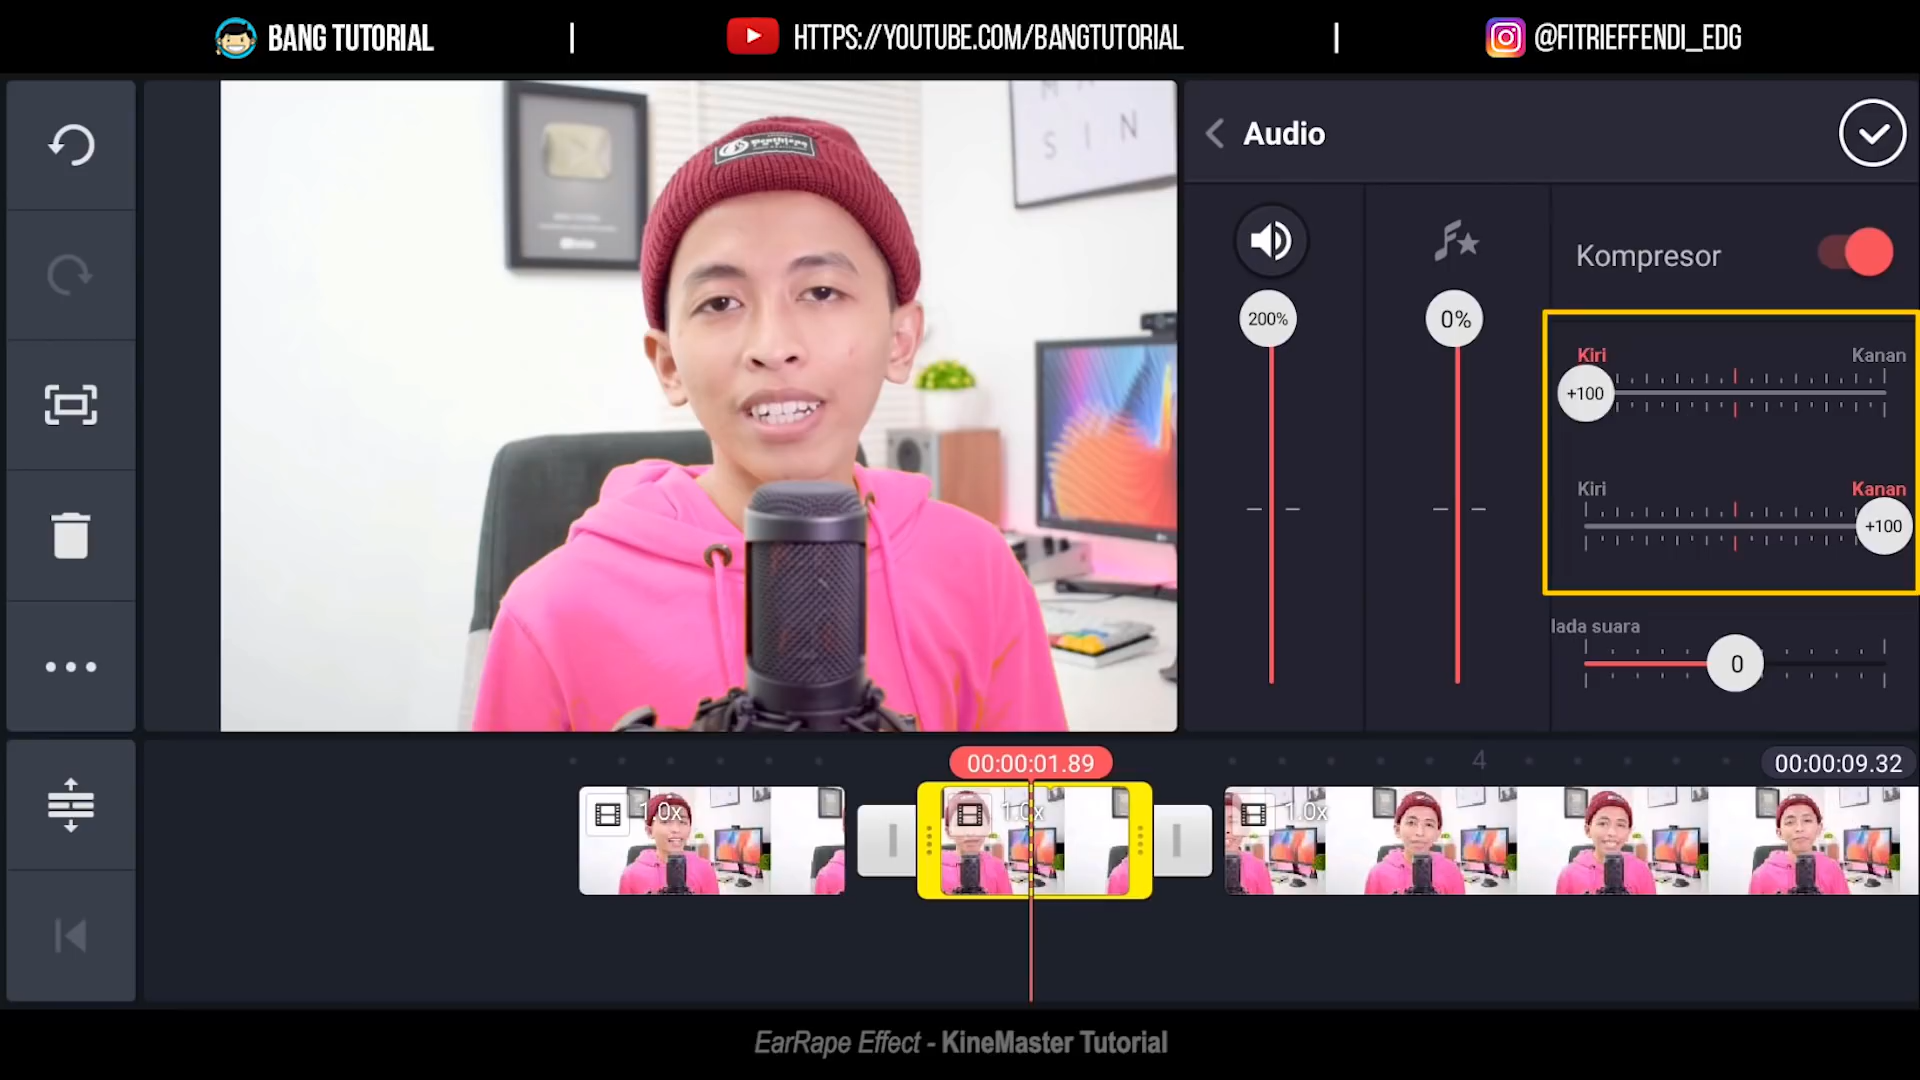 BANG TUTORIAL | HTTPS://YOUTUBE.COM/BANGTUTORIAL | @FITRIEFFENDI_EDG
S I N
Audio
Kompresor
200%
0%
Kiri Kanan
+100
Kiri Kanan
+100
lada suara
0
00:00:01.89
4
00:00:09.32
1.0x
1.0x
1.0x
EarRape Effect - KineMaster Tutorial